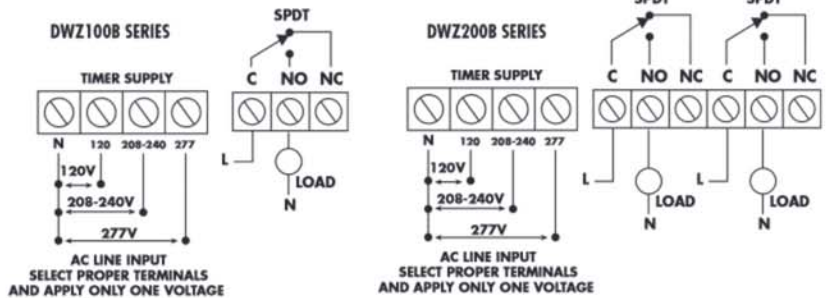 SPDT
DWZ100B SERIES
TIMER SUPPLY
C NO NC
N 120 208-240 277
120V
208-240V
277V
L
LOAD
N
AC LINE INPUT
SELECT PROPER TERMINALS
AND APPLY ONLY ONE VOLTAGE
SPDT SPDT
DWZ200B SERIES
TIMER SUPPLY
C NO NC C NO NC
N 120 208-240 277
120V
208-240V
277V
L
LOAD
N
L
LOAD
N
AC LINE INPUT
SELECT PROPER TERMINALS
AND APPLY ONLY ONE VOLTAGE